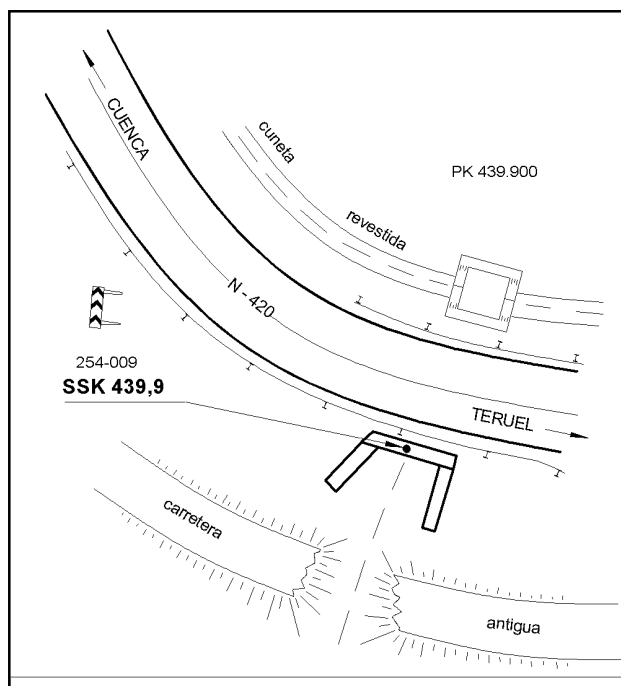 CUENCA
cuneta
revestida
PK 439.900
N - 420
254-009
SSK 439,9
TERUEL
carretera
antigua